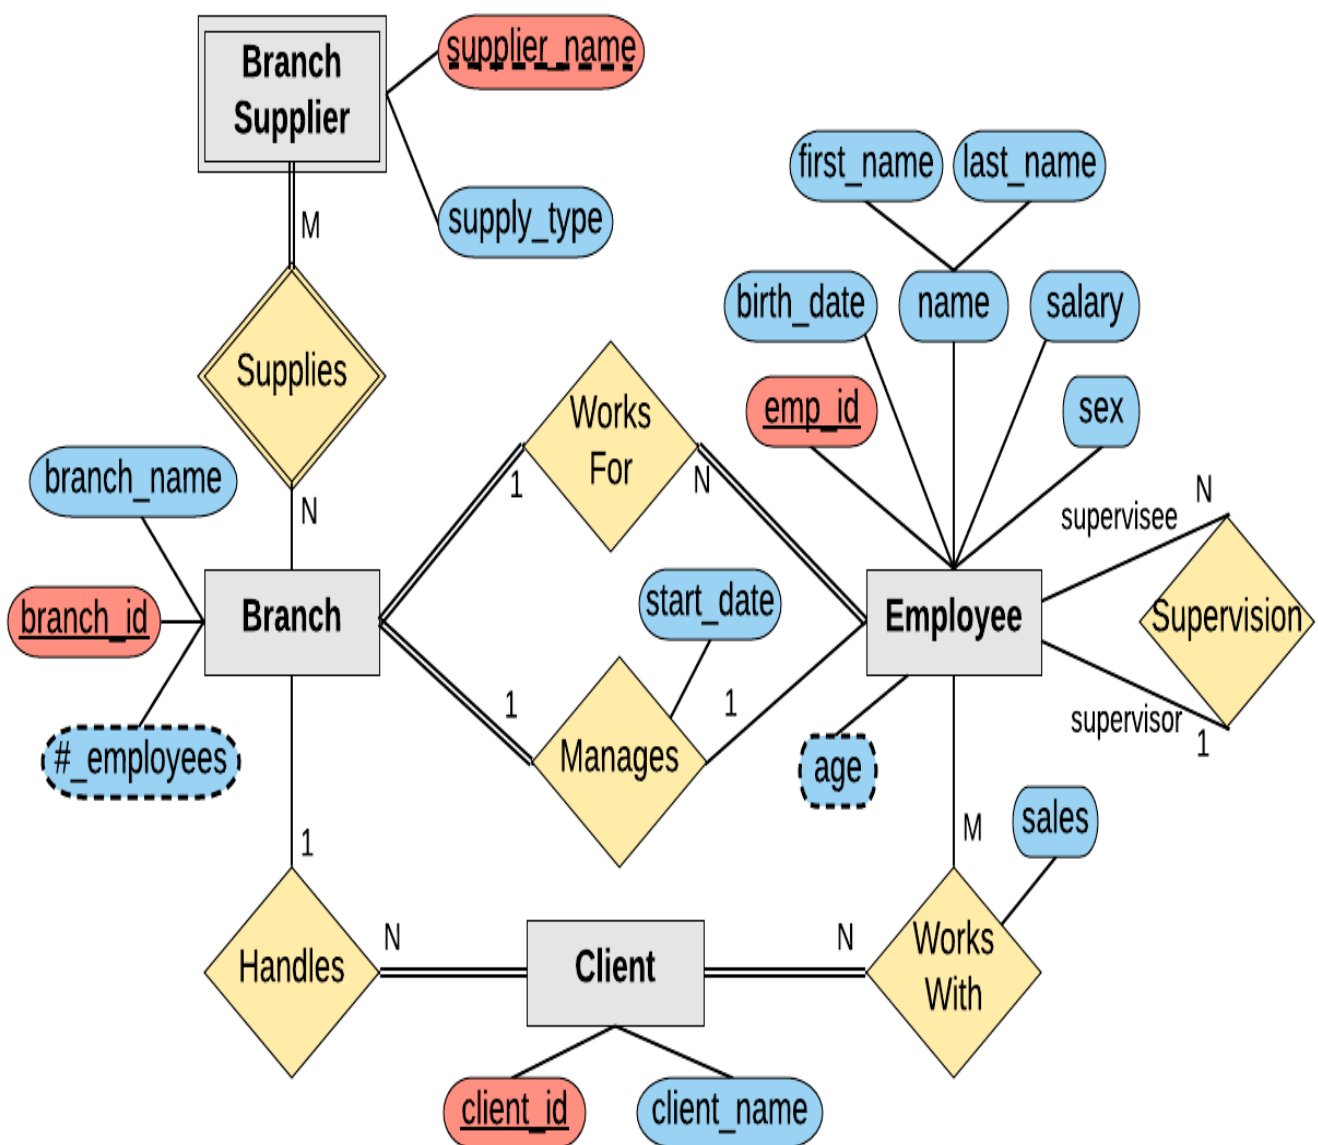 Branch
Supplier
supplier_name
supply_type
M
Supplies
N
first_name
last_name
birth_date
name
salary
emp_id
sex
Works
For
1
N
branch_name
branch_id
#_employees
Branch
start_date
Employee
supervisee
N
Supervision
supervisor
1
1
Manages
1
age
1
Handles
N
Client
N
M
sales
Works
With
client_id
client_name